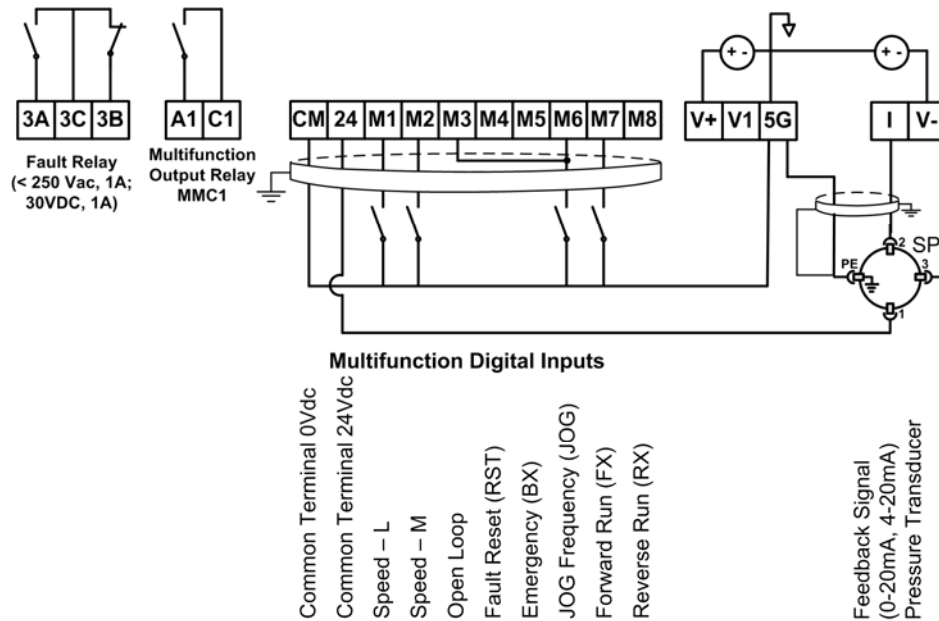 + -
+ -
3A 3C 3B
A1 C1
CM 24 M1 M2 M3 M4 M5 M6 M7 M8
V+ V1 5G
I V-
Fault Relay
(< 250 Vac, 1A;
30VDC, 1A)
Multifunction
Output Relay
MMC1
2
SP
PE
3
1
Multifunction Digital Inputs
Common Terminal 0Vdc
Common Terminal 24Vdc
Speed – L
Speed – M
Open Loop
Fault Reset (RST)
Emergency (BX)
JOG Frequency (JOG)
Forward Run (FX)
Reverse Run (RX)
Feedback Signal
(0-20mA, 4-20mA)
Pressure Transducer